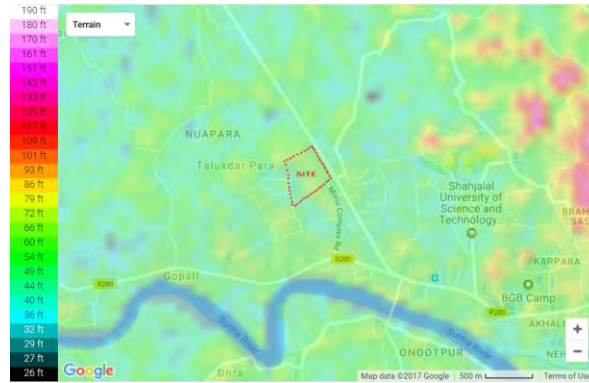 190 ft
180 ft
170 ft
161 ft
151 ft
142 ft
133 ft
125 ft
117 ft
109 ft
101 ft
93 ft
86 ft
79 ft
72 ft
66 ft
60 ft
54 ft
49 ft
44 ft
40 ft
36 ft
32 ft
29 ft
27 ft
26 ft
Terrain
NUAPARA
Talukdar Para
SITE
Shahjalal
University of
Science and
Technology
BRAH
SAS
KARPARA
R280
Gopali
R280
BGB Camp
R280
AKHALI
Surma River
Surma River
ONOOTPUR
NEH
Dora
Google
Map data ©2017 Google
500 m
Terms of Use
+
−